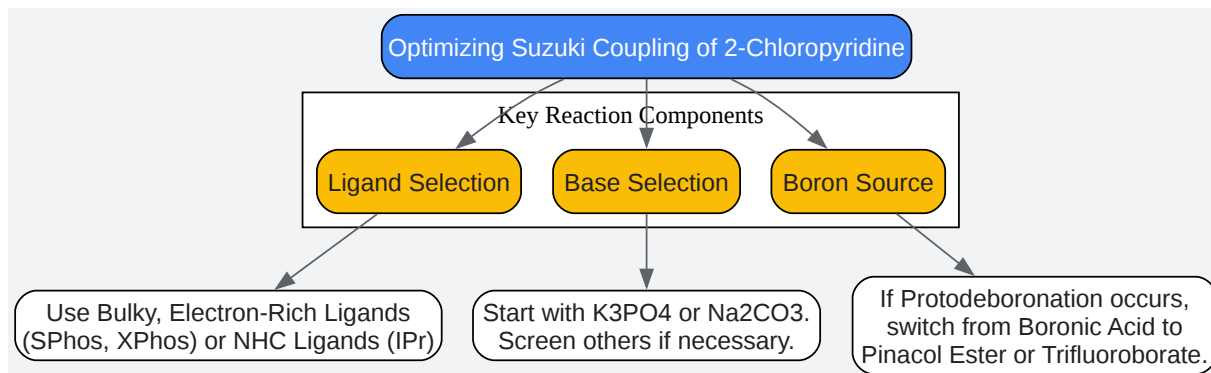 Optimizing Suzuki Coupling of 2-Chloropyridine
Key Reaction Components
Ligand Selection
Base Selection
Boron Source
Use Bulky, Electron-Rich Ligands
(SPhos, XPhos) or NHC Ligands (IPr)
Start with K3PO4 or Na2CO3.
Screen others if necessary.
If Protodeboronation occurs,
switch from Boronic Acid to
Pinacol Ester or Trifluoroborate.